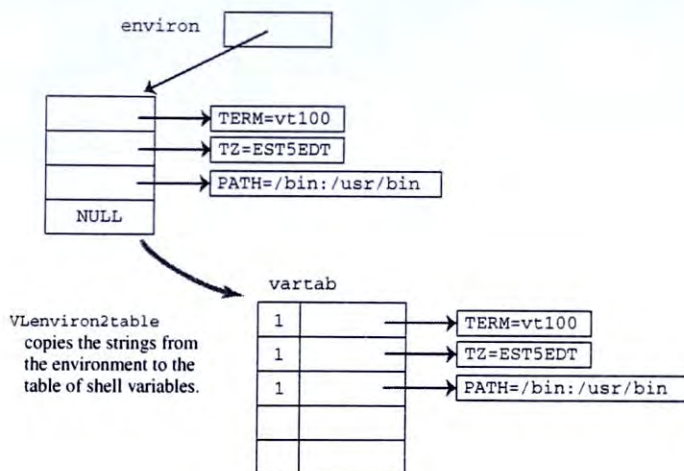 environ
TERM=vt100
TZ=EST5EDT
PATH=/bin:/usr/bin
NULL
vartab
VLenviron2table
copies the strings from
the environment to the
table of shell variables.
1
TERM=vt100
1
TZ=EST5EDT
1
PATH=/bin:/usr/bin